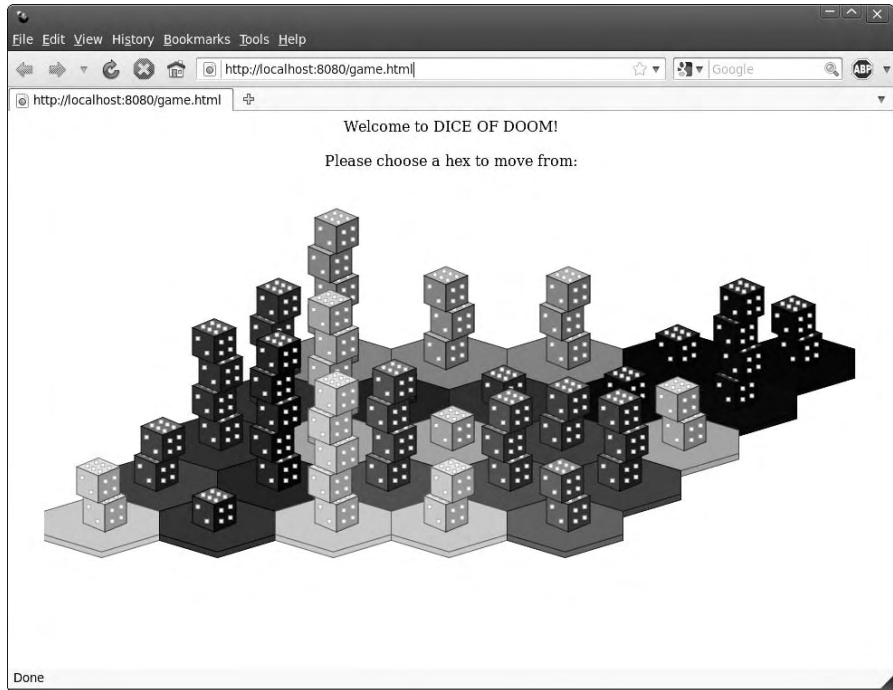 File Edit View History Bookmarks Tools Help
http://localhost:8080/game.html
Google
ABP
http://localhost:8080/game.html
Welcome to DICE OF DOOM!
Please choose a hex to move from:
Done